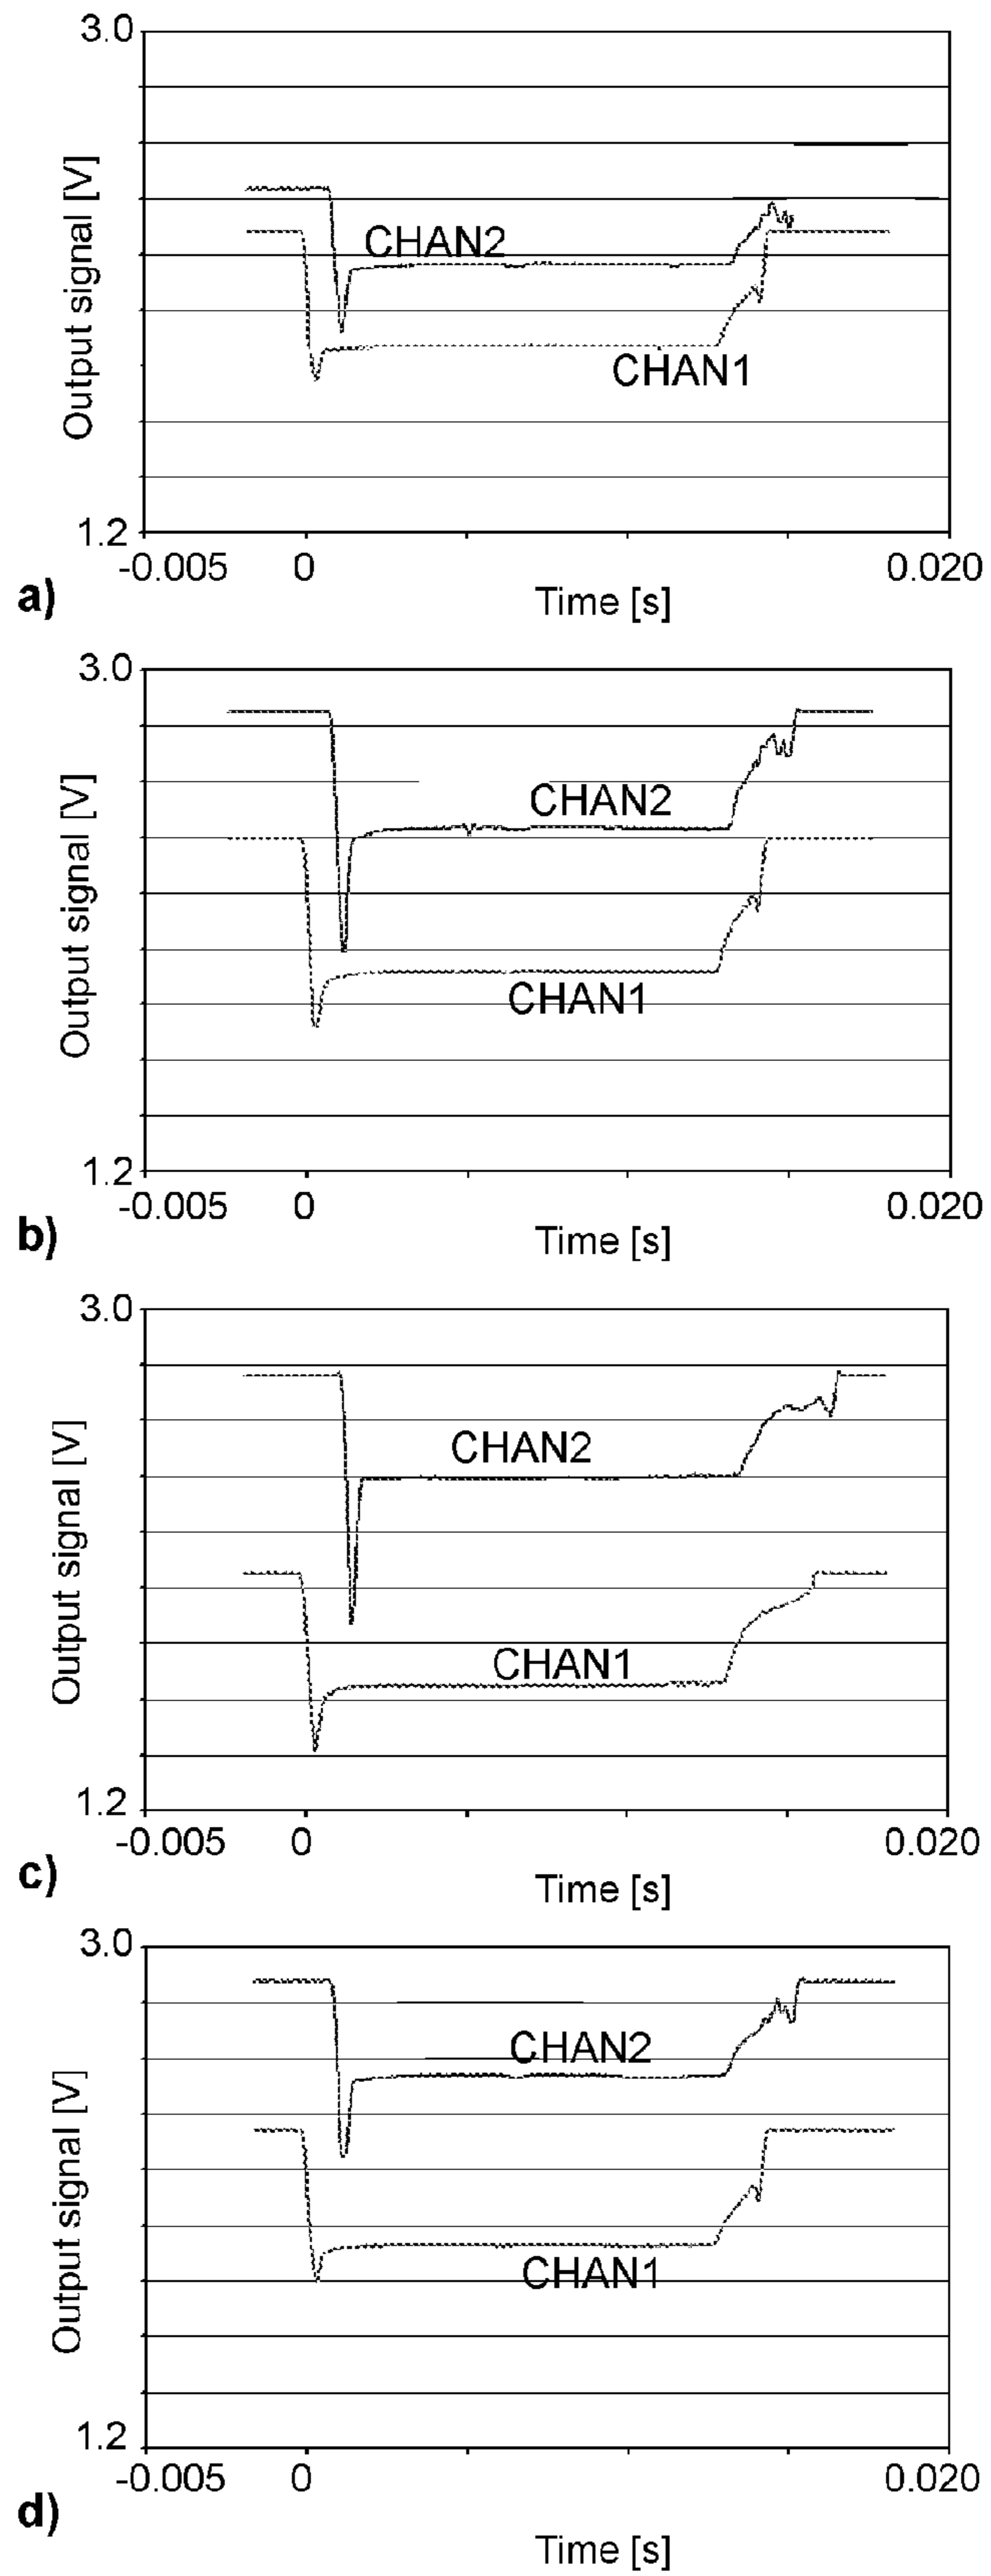 3.0
Output signal [V]
CHAN2
CHAN1
1.2
-0.005 0 0.020
a) Time [s]
3.0
Output signal [V]
CHAN2
CHAN1
1.2
-0.005 0 0.020
b) Time [s]
3.0
Output signal [V]
CHAN2
CHAN1
1.2
-0.005 0 0.020
c) Time [s]
3.0
Output signal [V]
CHAN2
CHAN1
1.2
-0.005 0 0.020
d) Time [s]